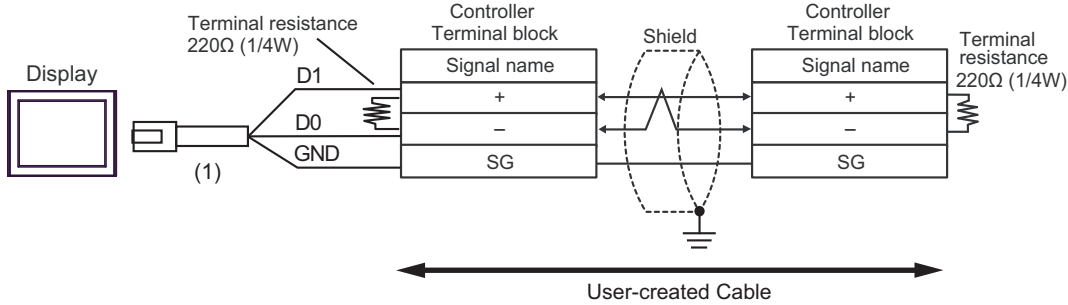 Display
(1)
Terminal resistance
220Ω (1/4W)
D1
D0
GND
Controller
Terminal block
Signal name
+
–
SG
Shield
Controller
Terminal block
Signal name
+
–
SG
Terminal
resistance
220Ω (1/4W)
User-created Cable